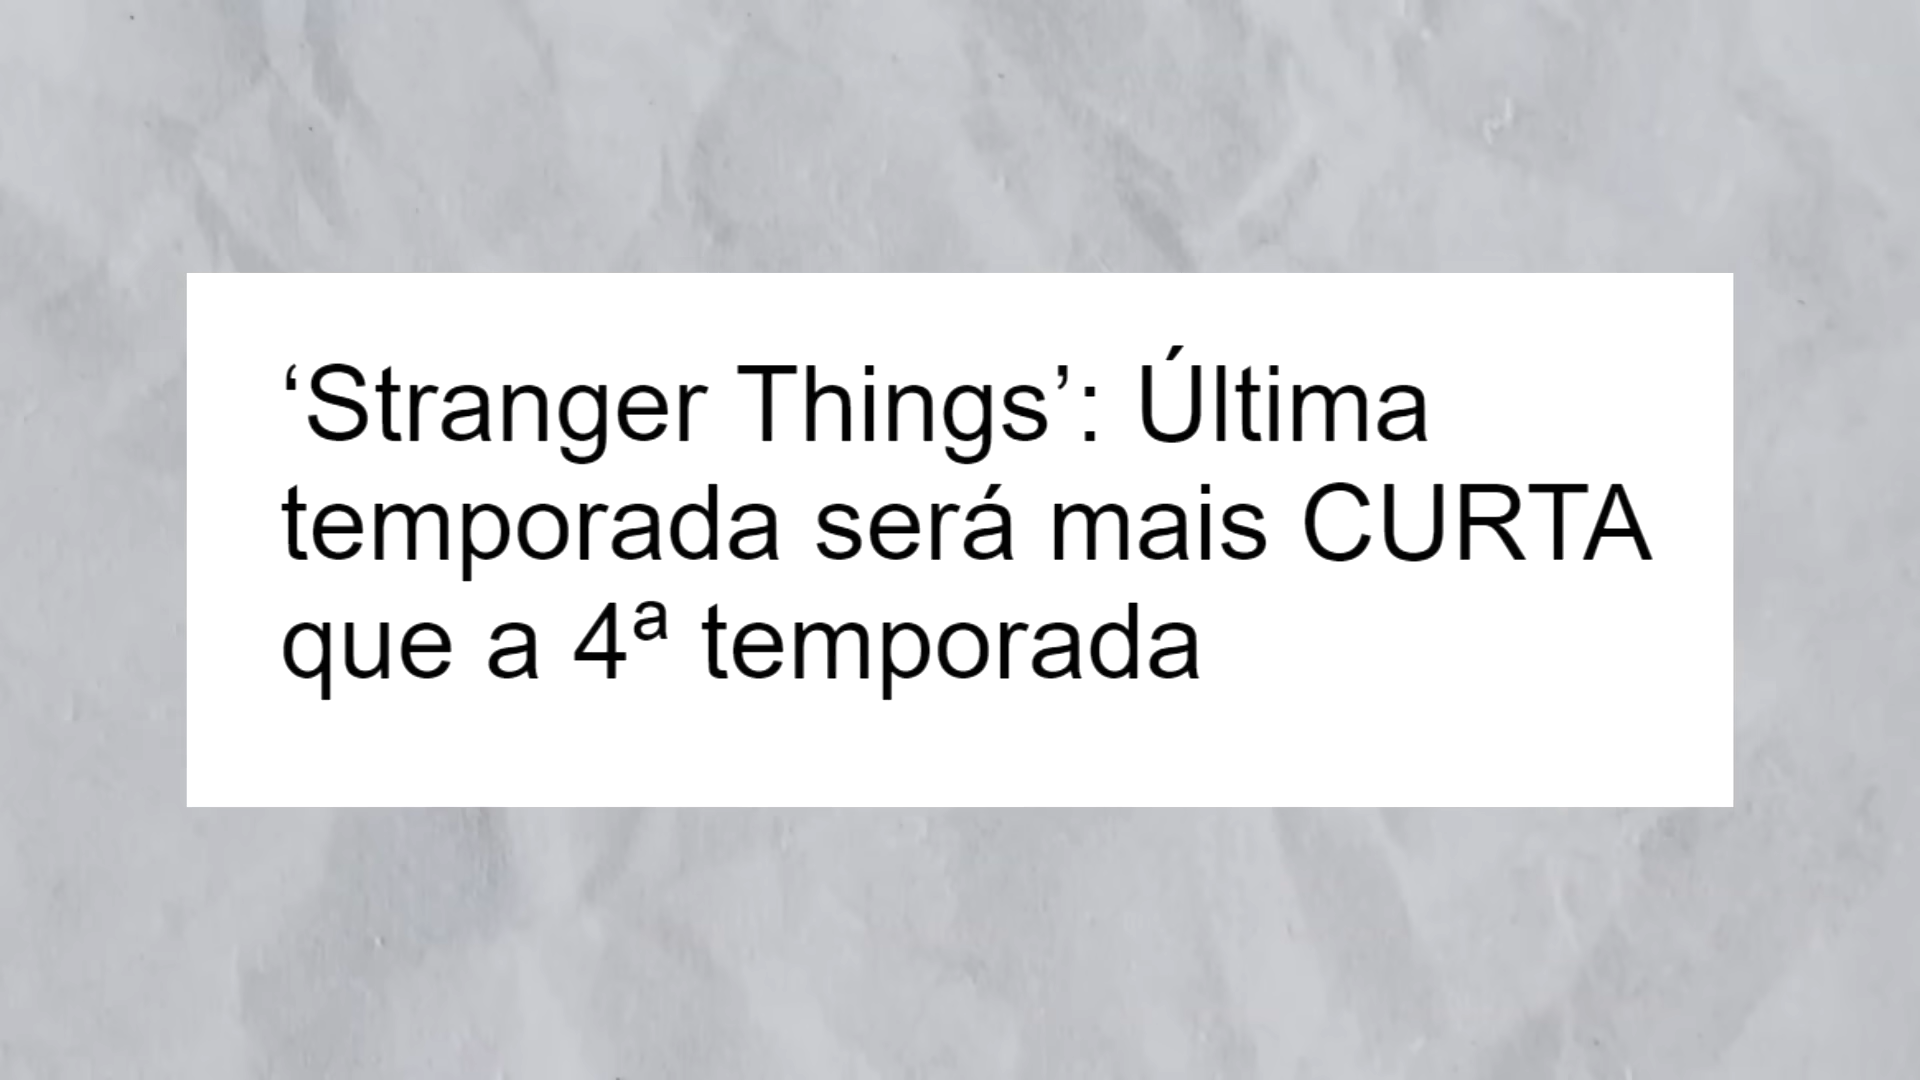 ‘Stranger Things’: Última
temporada será mais CURTA
que a 4ª temporada